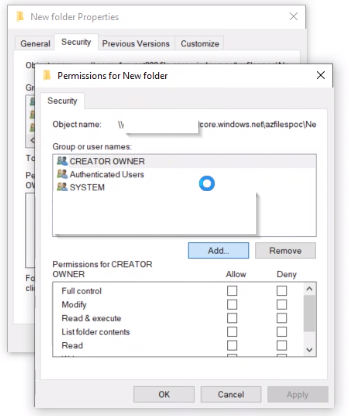 New folder Properties
General Security Previous Versions Customize
Permissions for New folder
Security
Object name: \\ core.windows.net\azfilespoc\Ne
Group or user names:
CREATOR OWNER
Authenticated Users
SYSTEM
Add... Remove
Permissions for CREATOR
OWNER Allow Deny
Full control
Modify
Read & execute
List folder contents
Read
OK Cancel Apply